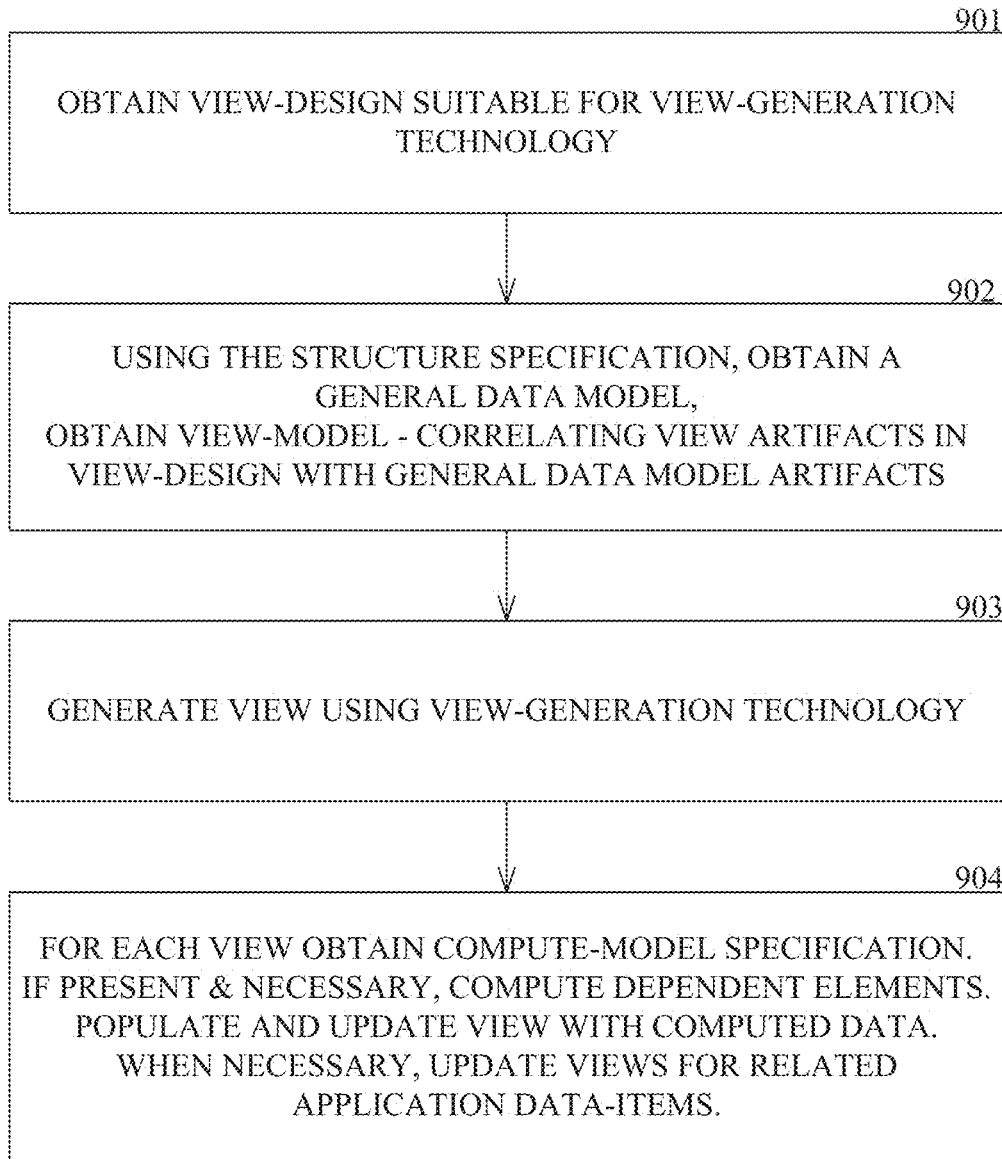 901
OBTAIN VIEW-DESIGN SUITABLE FOR VIEW-GENERATION
TECHNOLOGY
902
USING THE STRUCTURE SPECIFICATION, OBTAIN A
GENERAL DATA MODEL,
OBTAIN VIEW-MODEL - CORRELATING VIEW ARTIFACTS IN
VIEW-DESIGN WITH GENERAL DATA MODEL ARTIFACTS
903
GENERATE VIEW USING VIEW-GENERATION TECHNOLOGY
904
FOR EACH VIEW OBTAIN COMPUTE-MODEL SPECIFICATION.
IF PRESENT & NECESSARY, COMPUTE DEPENDENT ELEMENTS.
POPULATE AND UPDATE VIEW WITH COMPUTED DATA.
WHEN NECESSARY, UPDATE VIEWS FOR RELATED
APPLICATION DATA-ITEMS.